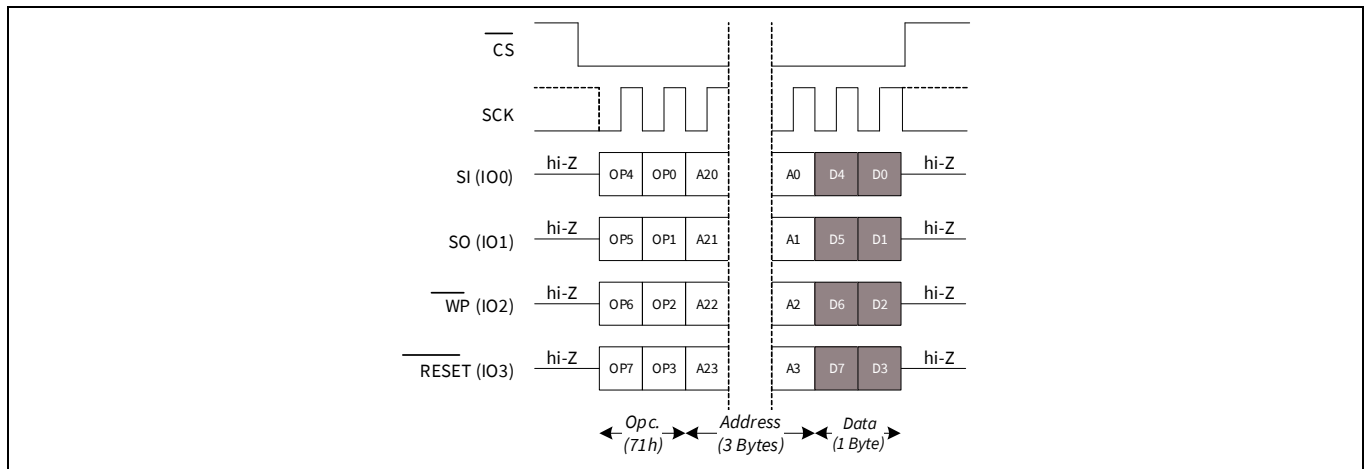 CS
SCK
SI (IO0) hi-Z OP4 OP0 A20 A0 D4 D0 hi-Z
SO (IO1) hi-Z OP5 OP1 A21 A1 D5 D1 hi-Z
WP (IO2) hi-Z OP6 OP2 A22 A2 D6 D2 hi-Z
RESET (IO3) hi-Z OP7 OP3 A23 A3 D7 D3 hi-Z
Opc. Address Data
(71h) (3 Bytes) (1 Byte)